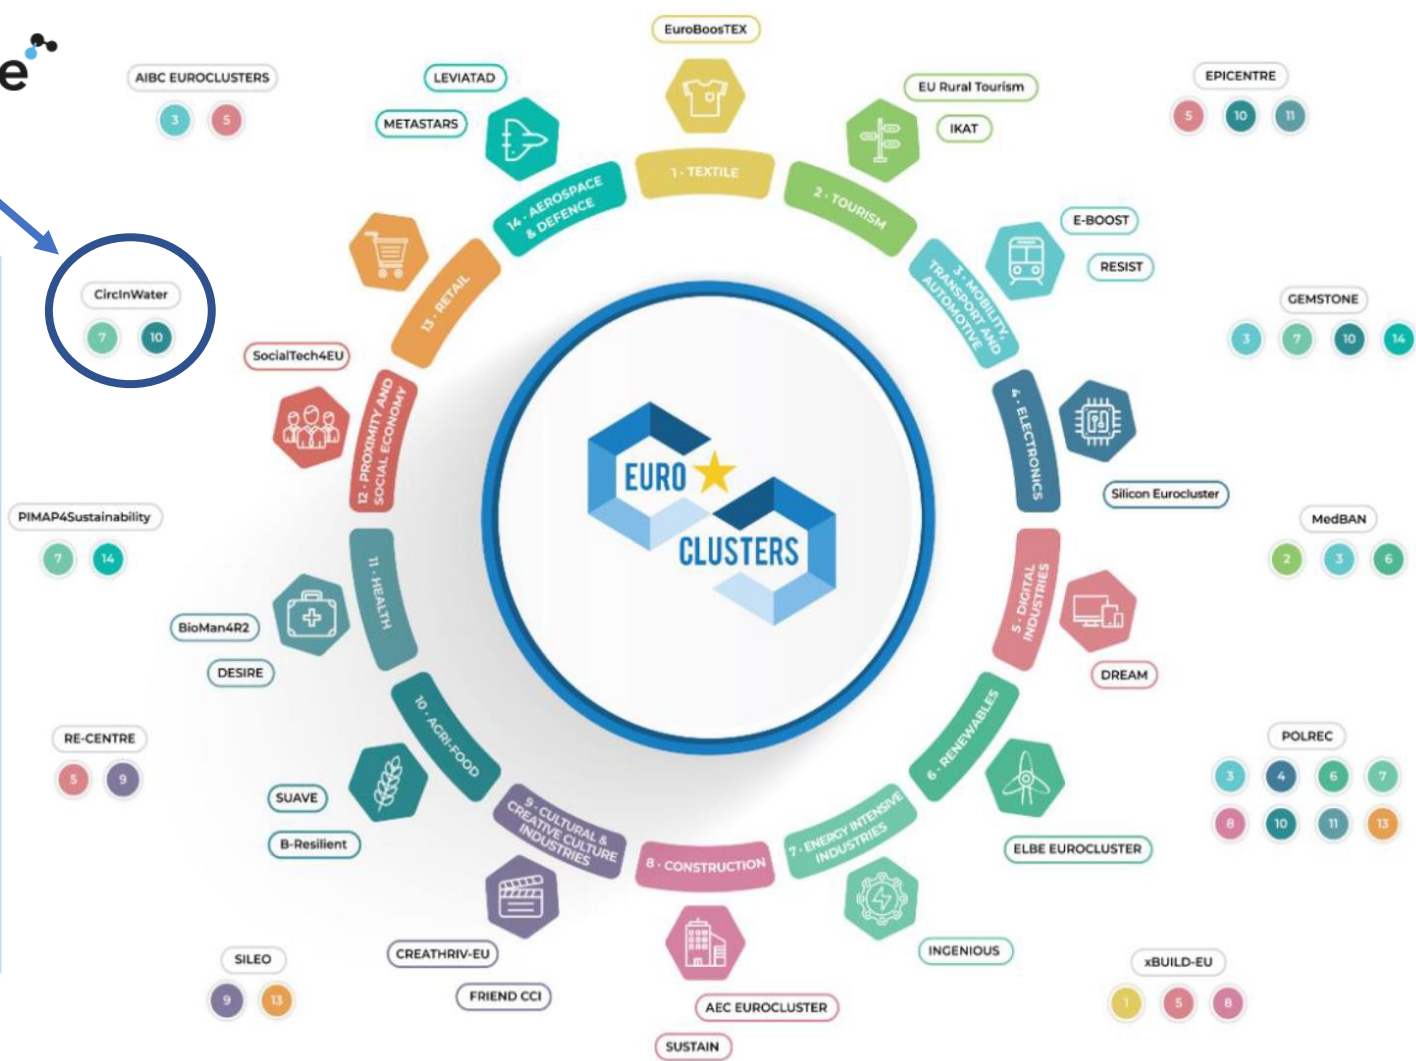 e
EuroBoosTEX
AIBC EUROCLUSTERS
3 5
LEVIATAD
METASTARS
EU Rural Tourism
IKAT
EPICENTRE
5 10 11
1 - TEXTILE
2 - TOURISM
14 - AEROSPACE
& DEFENCE
E-BOOST
RESIST
3 - MOBILITY,
TRANSPORT AND
AUTOMOTIVE
13 - RETAIL
CircInWater
7 10
GEMSTONE
3 7 10 14
SocialTech4EU
12 - PROXIMITY AND
SOCIAL ECONOMY
4 - ELECTRONICS
Silicon Eurocluster
EURO
CLUSTERS
PIMAP4Sustainability
7 14
MedBAN
2 3 6
11 - HEALTH
5 - DIGITAL
INDUSTRIES
BioMan4R2
DESIRE
DREAM
10 - AGRI-FOOD
6 - RENEWABLES
RE-CENTRE
5 9
POLREC
3 4 6 7
8 10 11 13
SUAVE
B-Resilient
9 - CULTURAL &
CREATIVE CULTURE
INDUSTRIES
8 - CONSTRUCTION
7 - ENERGY INTENSIVE
INDUSTRIES
ELBE EUROCLUSTER
CREATHRIV-EU
FRIEND CCI
INGENIOUS
SILEO
9 13
AEC EUROCLUSTER
SUSTAIN
xBUILD-EU
1 5 8